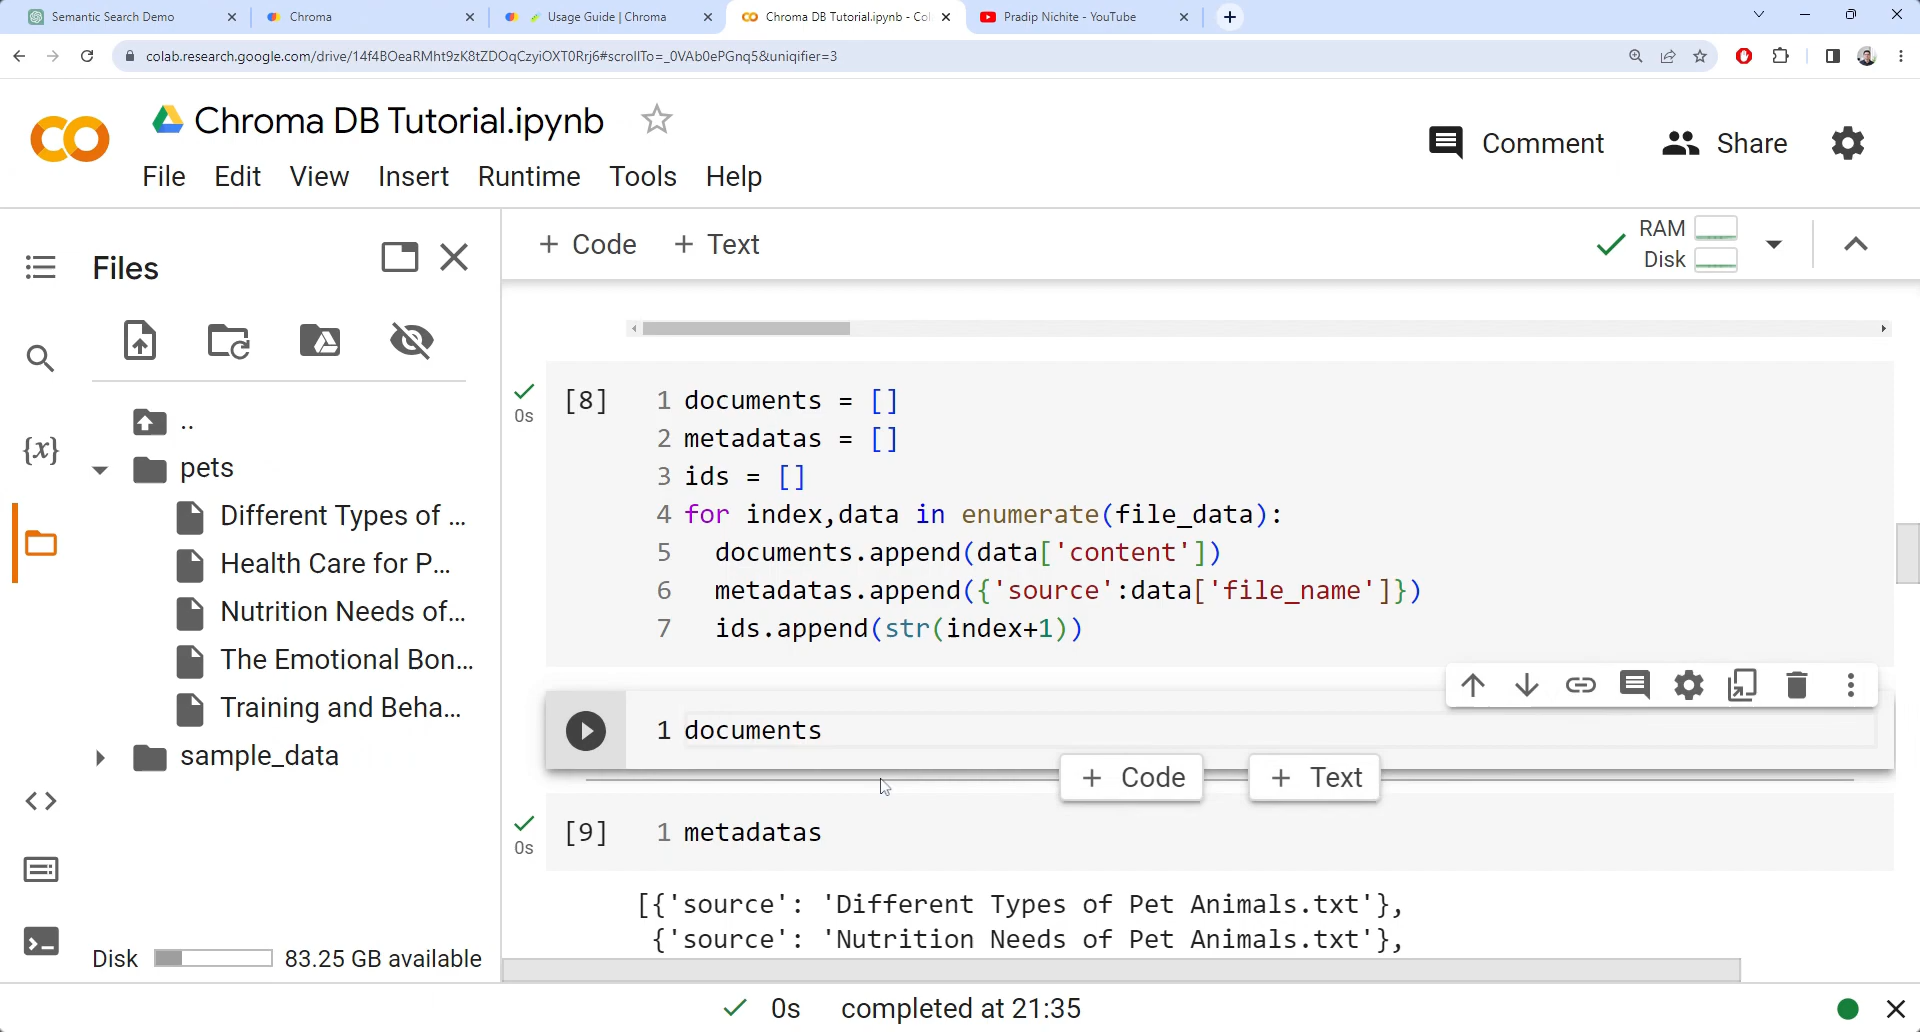 Semantic Search Demo
Chroma
Usage Guide | Chroma
Chroma DB Tutorial.ipynb - Col
Pradip Nichite - YouTube
colab.research.google.com/drive/14f4BOeaRMht9zK8tZDOqCzyiOXT0Rrj6#scrollTo=_0VAb0ePGnq5&uniqifier=3
Chroma DB Tutorial.ipynb
File Edit View Insert Runtime Tools Help
Comment
Share
Files
+ Code + Text
RAM
Disk
..
pets
Different Types of ...
Health Care for P...
Nutrition Needs of...
The Emotional Bon...
Training and Beha...
sample_data
{x}
Disk 83.25 GB available
0s
[8]
1 documents = []
2 metadatas = []
3 ids = []
4 for index,data in enumerate(file_data):
5 documents.append(data['content'])
6 metadatas.append({'source':data['file_name']})
7 ids.append(str(index+1))
1 documents
+ Code + Text
0s
[9] 1 metadatas
[{'source': 'Different Types of Pet Animals.txt'},
{'source': 'Nutrition Needs of Pet Animals.txt'},
0s completed at 21:35